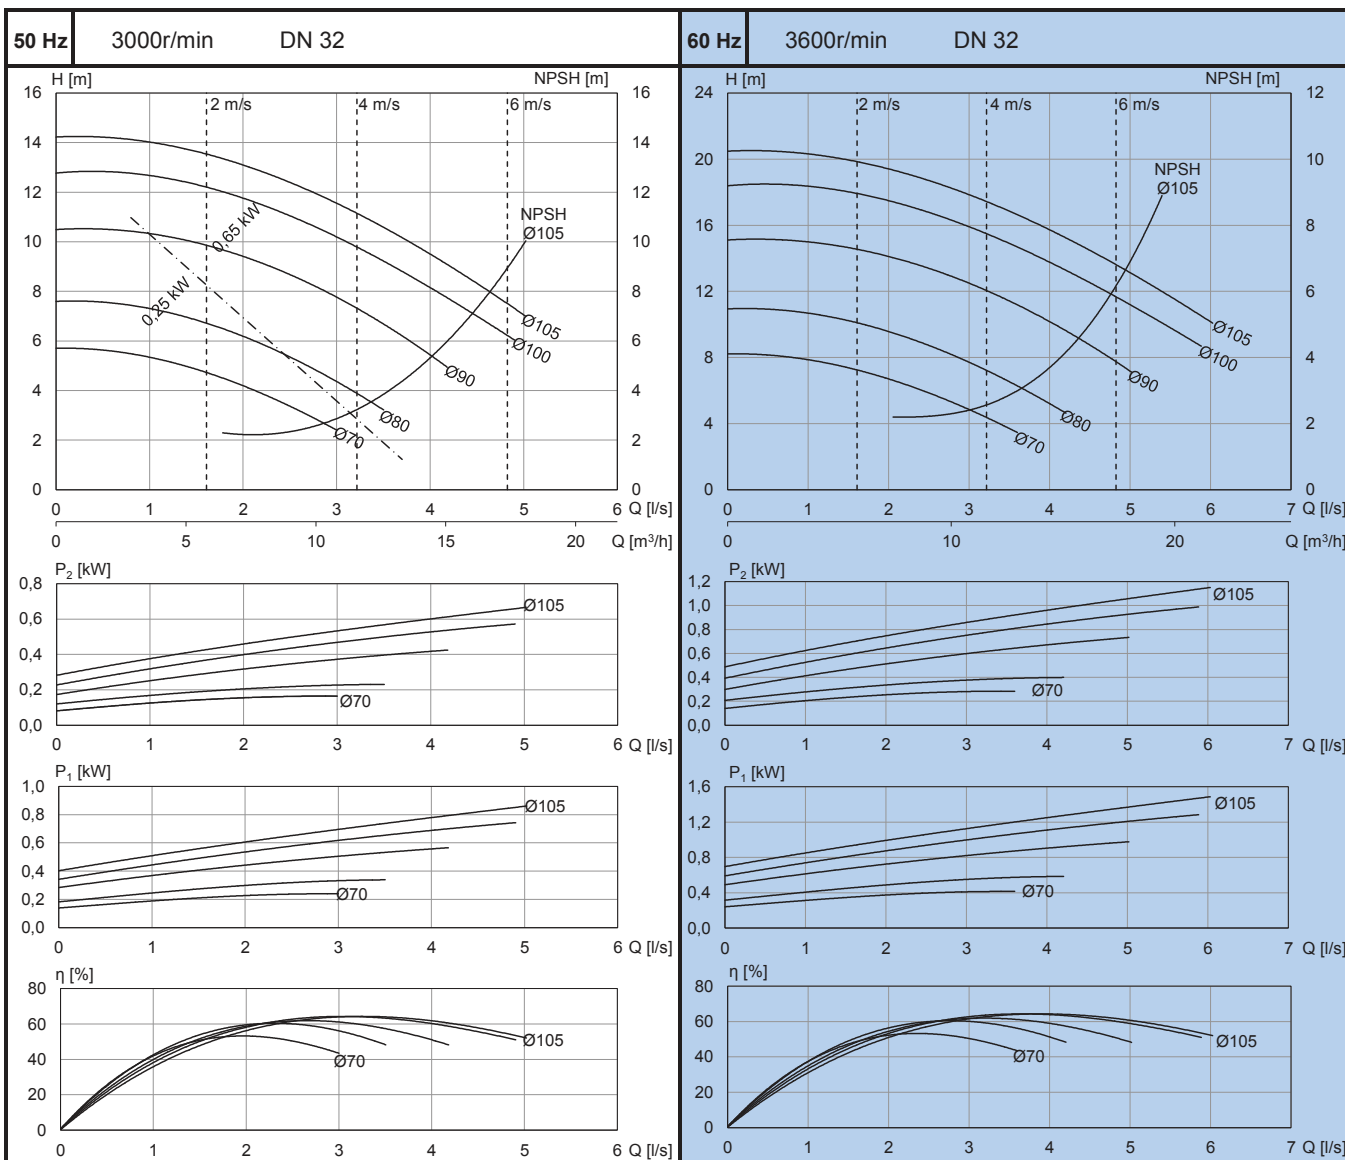 50 Hz 3000r/min DN 32
H [m] NPSH [m]
16 2 m/s 4 m/s 6 m/s 16
14 14
12 12
10 10
8 8
6 6
4 4
2 2
0 0
0,65 kW
0,25 kW
NPSH
Ø105
Ø105
Ø100
Ø90
Ø80
Ø70
0 1 2 3 4 5 6 Q [l/s]
0 5 10 15 20 Q [m³/h]
P₂ [kW]
0,8
0,6 Ø105
0,4
0,2 Ø70
0,0
0 1 2 3 4 5 6 Q [l/s]
P₁ [kW]
1,0
0,8 Ø105
0,6
0,4
0,2 Ø70
0,0
0 1 2 3 4 5 6 Q [l/s]
η [%]
80
60 Ø105
40 Ø70
20
0
0 1 2 3 4 5 6 Q [l/s]
60 Hz 3600r/min DN 32
H [m] NPSH [m]
24 2 m/s 4 m/s 6 m/s 12
20 10
16 8
12 6
8 4
4 2
0 0
NPSH
Ø105
Ø105
Ø100
Ø90
Ø80
Ø70
0 1 2 3 4 5 6 7 Q [l/s]
0 10 20 Q [m³/h]
P₂ [kW]
1,2
1,0 Ø105
0,8
0,6
0,4 Ø70
0,2
0,0
0 1 2 3 4 5 6 7 Q [l/s]
P₁ [kW]
1,6
1,2 Ø105
0,8
0,4 Ø70
0,0
0 1 2 3 4 5 6 7 Q [l/s]
η [%]
80
60 Ø105
40 Ø70
20
0
0 1 2 3 4 5 6 7 Q [l/s]